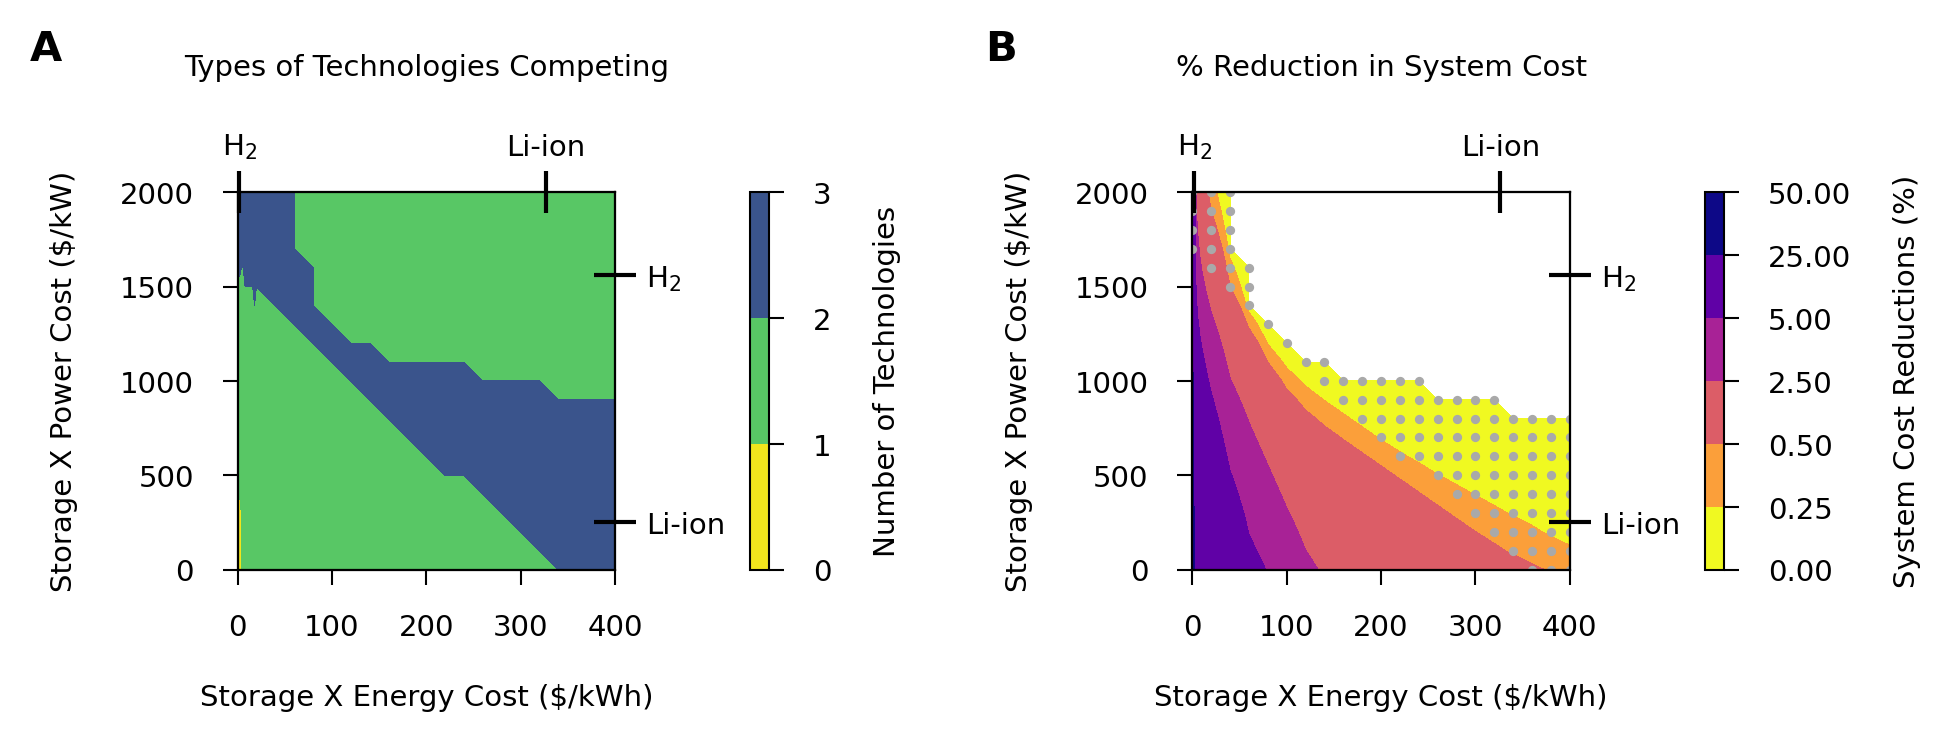 A
Types of Technologies Competing
H₂
Li-ion
2000
1500
1000
500
0
Storage X Power Cost ($/kW)
H₂
Li-ion
0
100
200
300
400
Storage X Energy Cost ($/kWh)
3
2
1
0
Number of Technologies
B
% Reduction in System Cost
H₂
Li-ion
2000
1500
1000
500
0
Storage X Power Cost ($/kW)
H₂
Li-ion
0
100
200
300
400
Storage X Energy Cost ($/kWh)
50.00
25.00
5.00
2.50
0.50
0.25
0.00
System Cost Reductions (%)